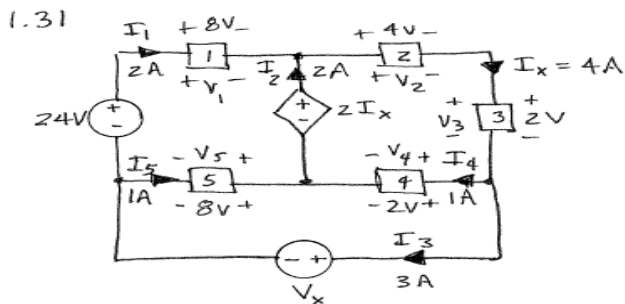 1.31
I₁ + 8V - + 4V -
1 I₂ 2A 2 Iₓ = 4A
2A + V₁ - + V₂ -
24V + - + - 2Iₓ V₃ + - 3 + 2V -
I₅ - V₅ + - V₄ + I₄
5 4
1A - 8V + - 2V + 1A
- + I₃
Vₓ 3A